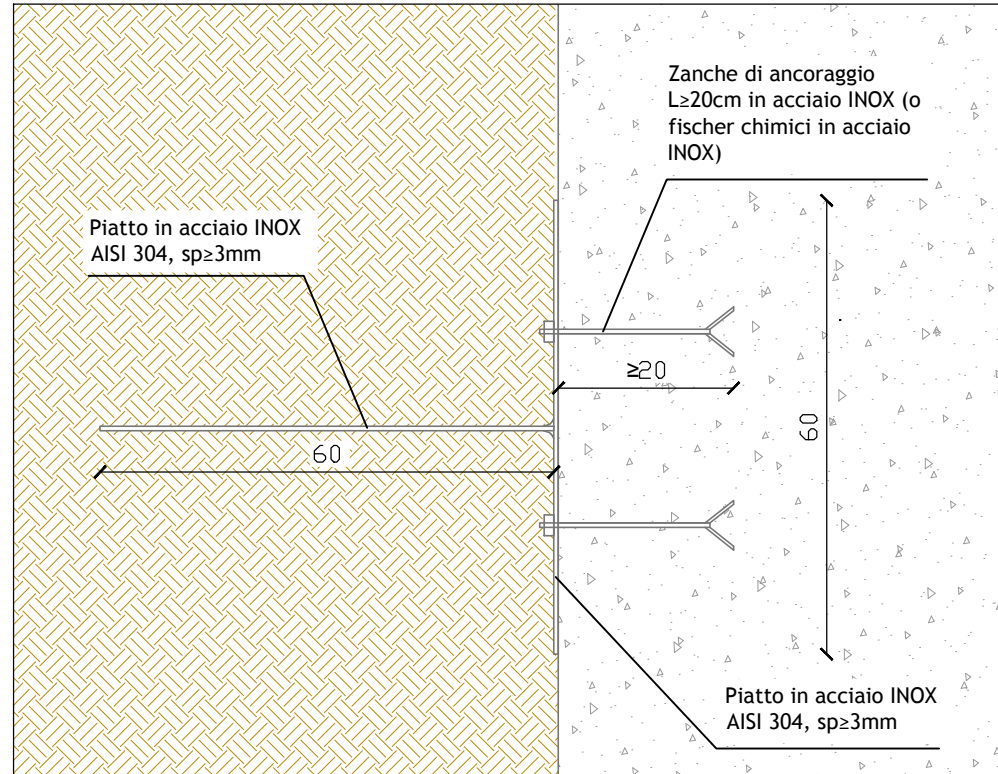 Zanche di ancoraggio
L≥20cm in acciaio INOX (o
fischer chimici in acciaio
INOX)
Piatto in acciaio INOX
AISI 304, sp≥3mm
≥20
60
60
Piatto in acciaio INOX
AISI 304, sp≥3mm